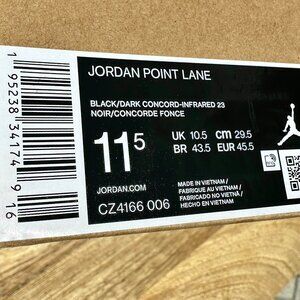 JORDAN POINT LANE
BLACK/DARK CONCORD-INFRARED 23
NOIR/CONCORDE FONCE
11 5
UK 10.5 CM 29.5
BR 43.5 EUR 45.5
JORDAN.COM
CZ4166 006
MADE IN VIETNAM /
FABRIQUE AU VIETNAM /
FABRICADO NO VIETNÃ /
HECHO EN VIETNAM
1 95238 34174 9 16